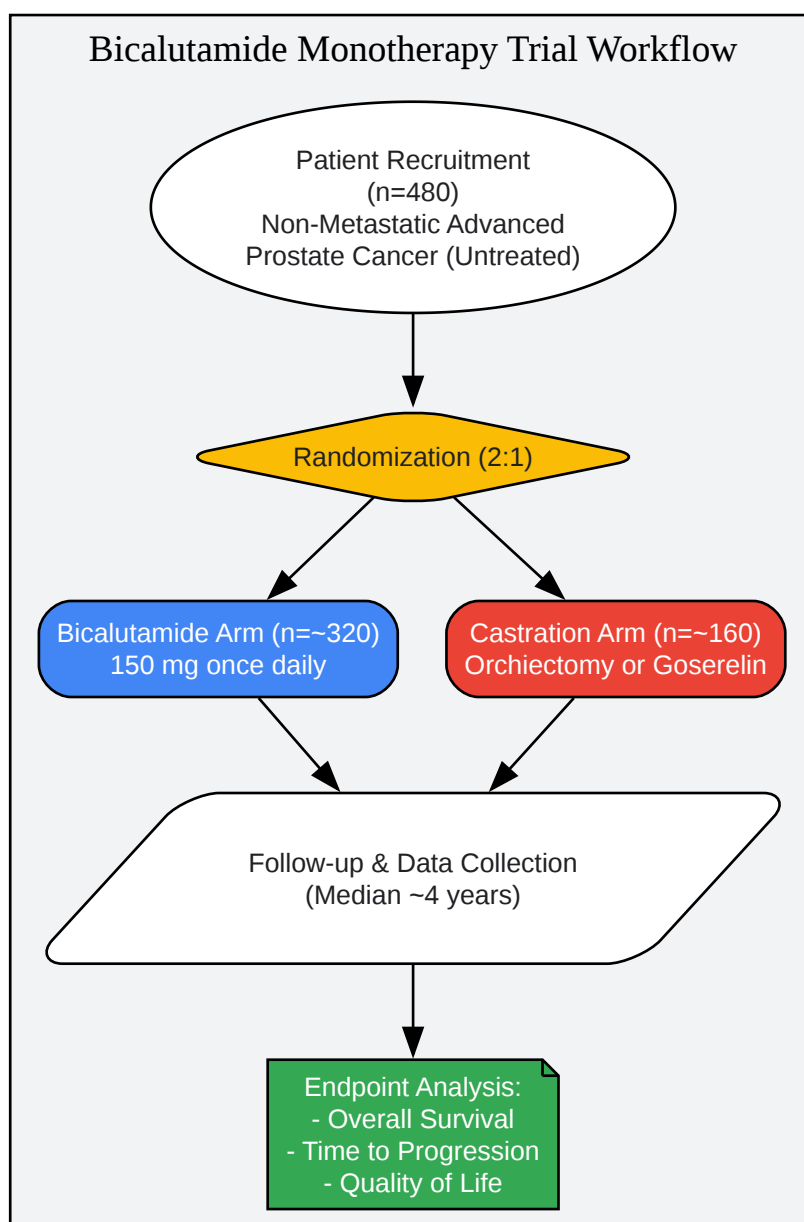 Bicalutamide Monotherapy Trial Workflow
Patient Recruitment
(n=480)
Non-Metastatic Advanced
Prostate Cancer (Untreated)
Randomization (2:1)
Bicalutamide Arm (n=~320)
150 mg once daily
Castration Arm (n=~160)
Orchiectomy or Goserelin
Follow-up & Data Collection
(Median ~4 years)
Endpoint Analysis:
- Overall Survival
- Time to Progression
- Quality of Life